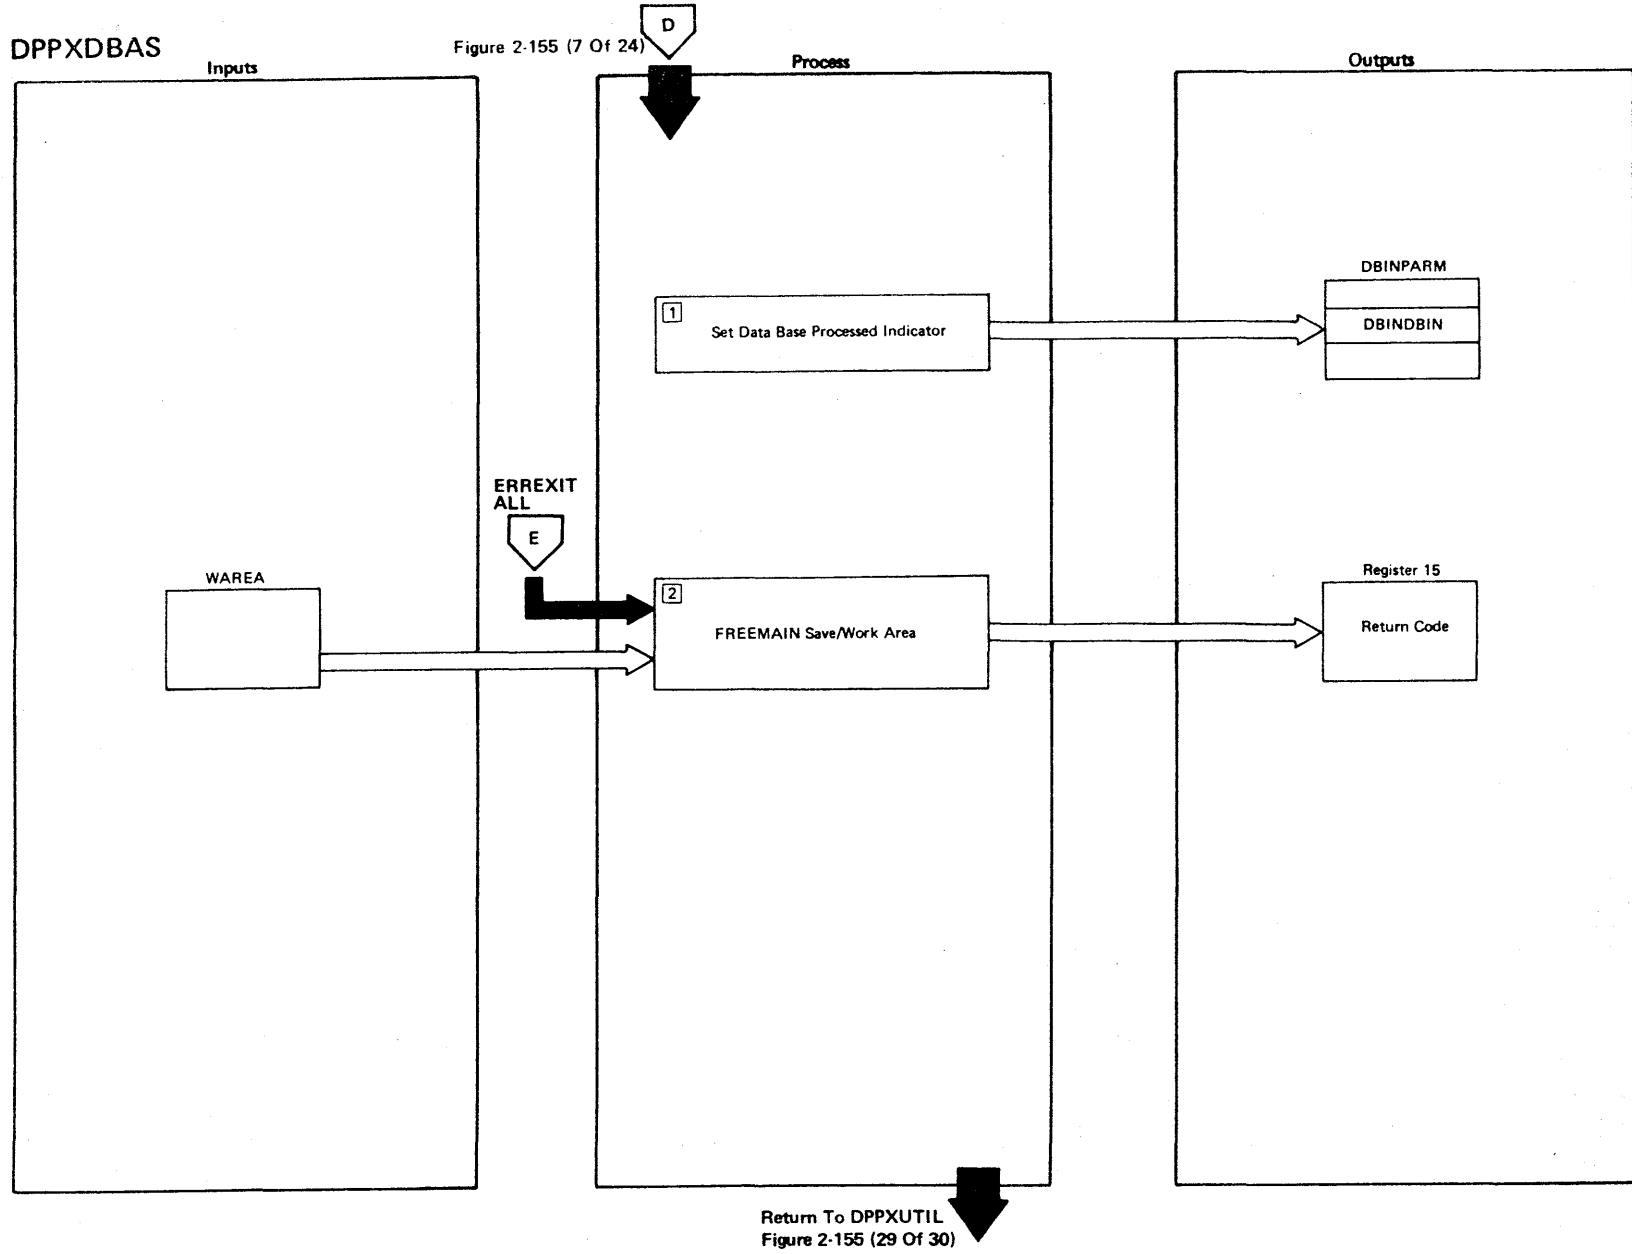 D
DPPXDBAS
Figure 2-155 (7 Of 24)
Inputs
Process
Outputs
DBINPARM
1
Set Data Base Processed Indicator
DBINDBIN
ERREXIT
ALL
E
WAREA
Register 15
2
FREEMAIN Save/Work Area
Return Code
Return To DPPXUTIL
Figure 2-155 (29 Of 30)